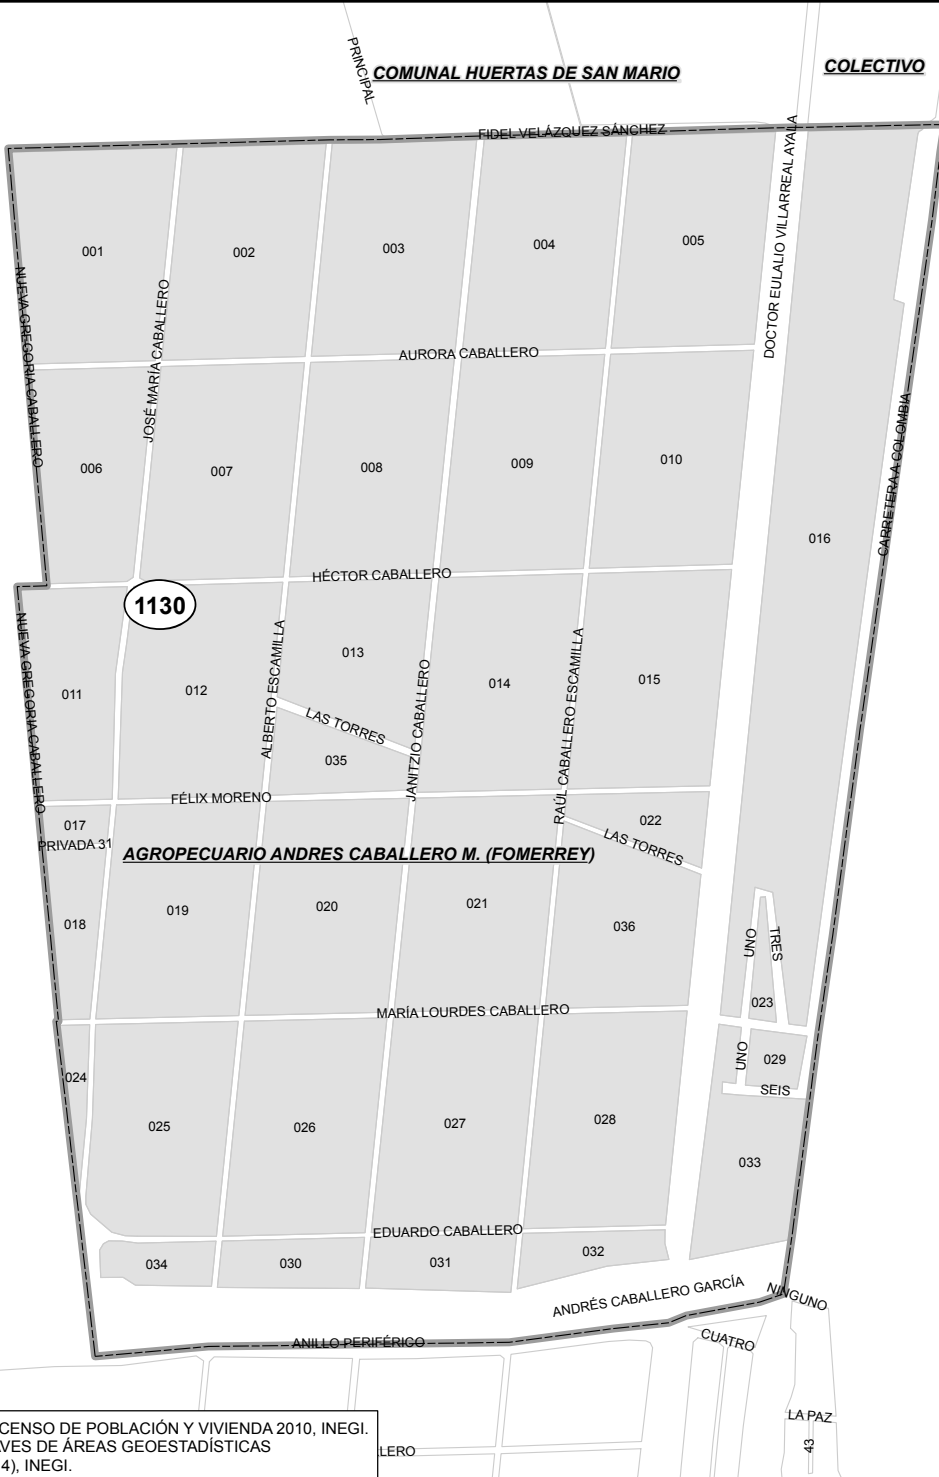 PRINCIPAL
COMUNAL HUERTAS DE SAN MARIO
COLECTIVO
FIDEL VELÁZQUEZ SÁNCHEZ
DOCTOR EULALIO VILLARREAL AYALA
001
002
003
004
005
NUEVA GREGORIA CABALLERO
JOSÉ MARÍA CABALLERO
AURORA CABALLERO
CARRETERA A COLOMBIA
006
007
008
009
010
016
HÉCTOR CABALLERO
1130
NUEVA GREGORIA CABALLERO
ALBERTO ESCAMILLA
JANITZIO CABALLERO
RAÚL CABALLERO ESCAMILLA
011
012
013
014
015
LAS TORRES
035
FÉLIX MORENO
017
022
PRIVADA 31
LAS TORRES
AGROPECUARIO ANDRES CABALLERO M. (FOMERREY)
018
019
020
021
036
UNO
TRES
023
MARÍA LOURDES CABALLERO
UNO
029
SEIS
024
025
026
027
028
033
EDUARDO CABALLERO
034
030
031
032
ANDRÉS CABALLERO GARCÍA
NINGUNO
ANILLO PERIFÉRICO
CUATRO
LA PAZ
43
CENSO DE POBLACIÓN Y VIVIENDA 2010, INEGI.
VES DE ÁREAS GEOESTADÍSTICAS
4), INEGI.
LERO